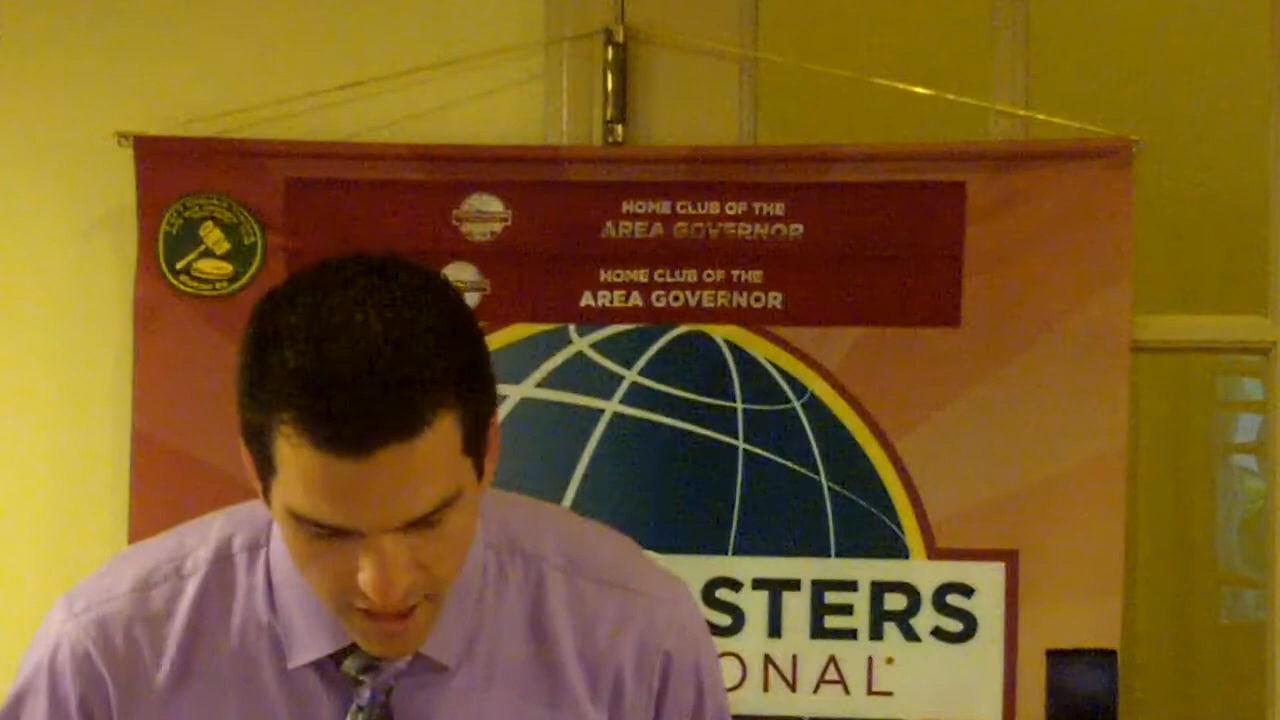 HOME CLUB OF THE
AREA GOVERNOR
HOME CLUB OF THE
AREA GOVERNOR
STERS
ONAL